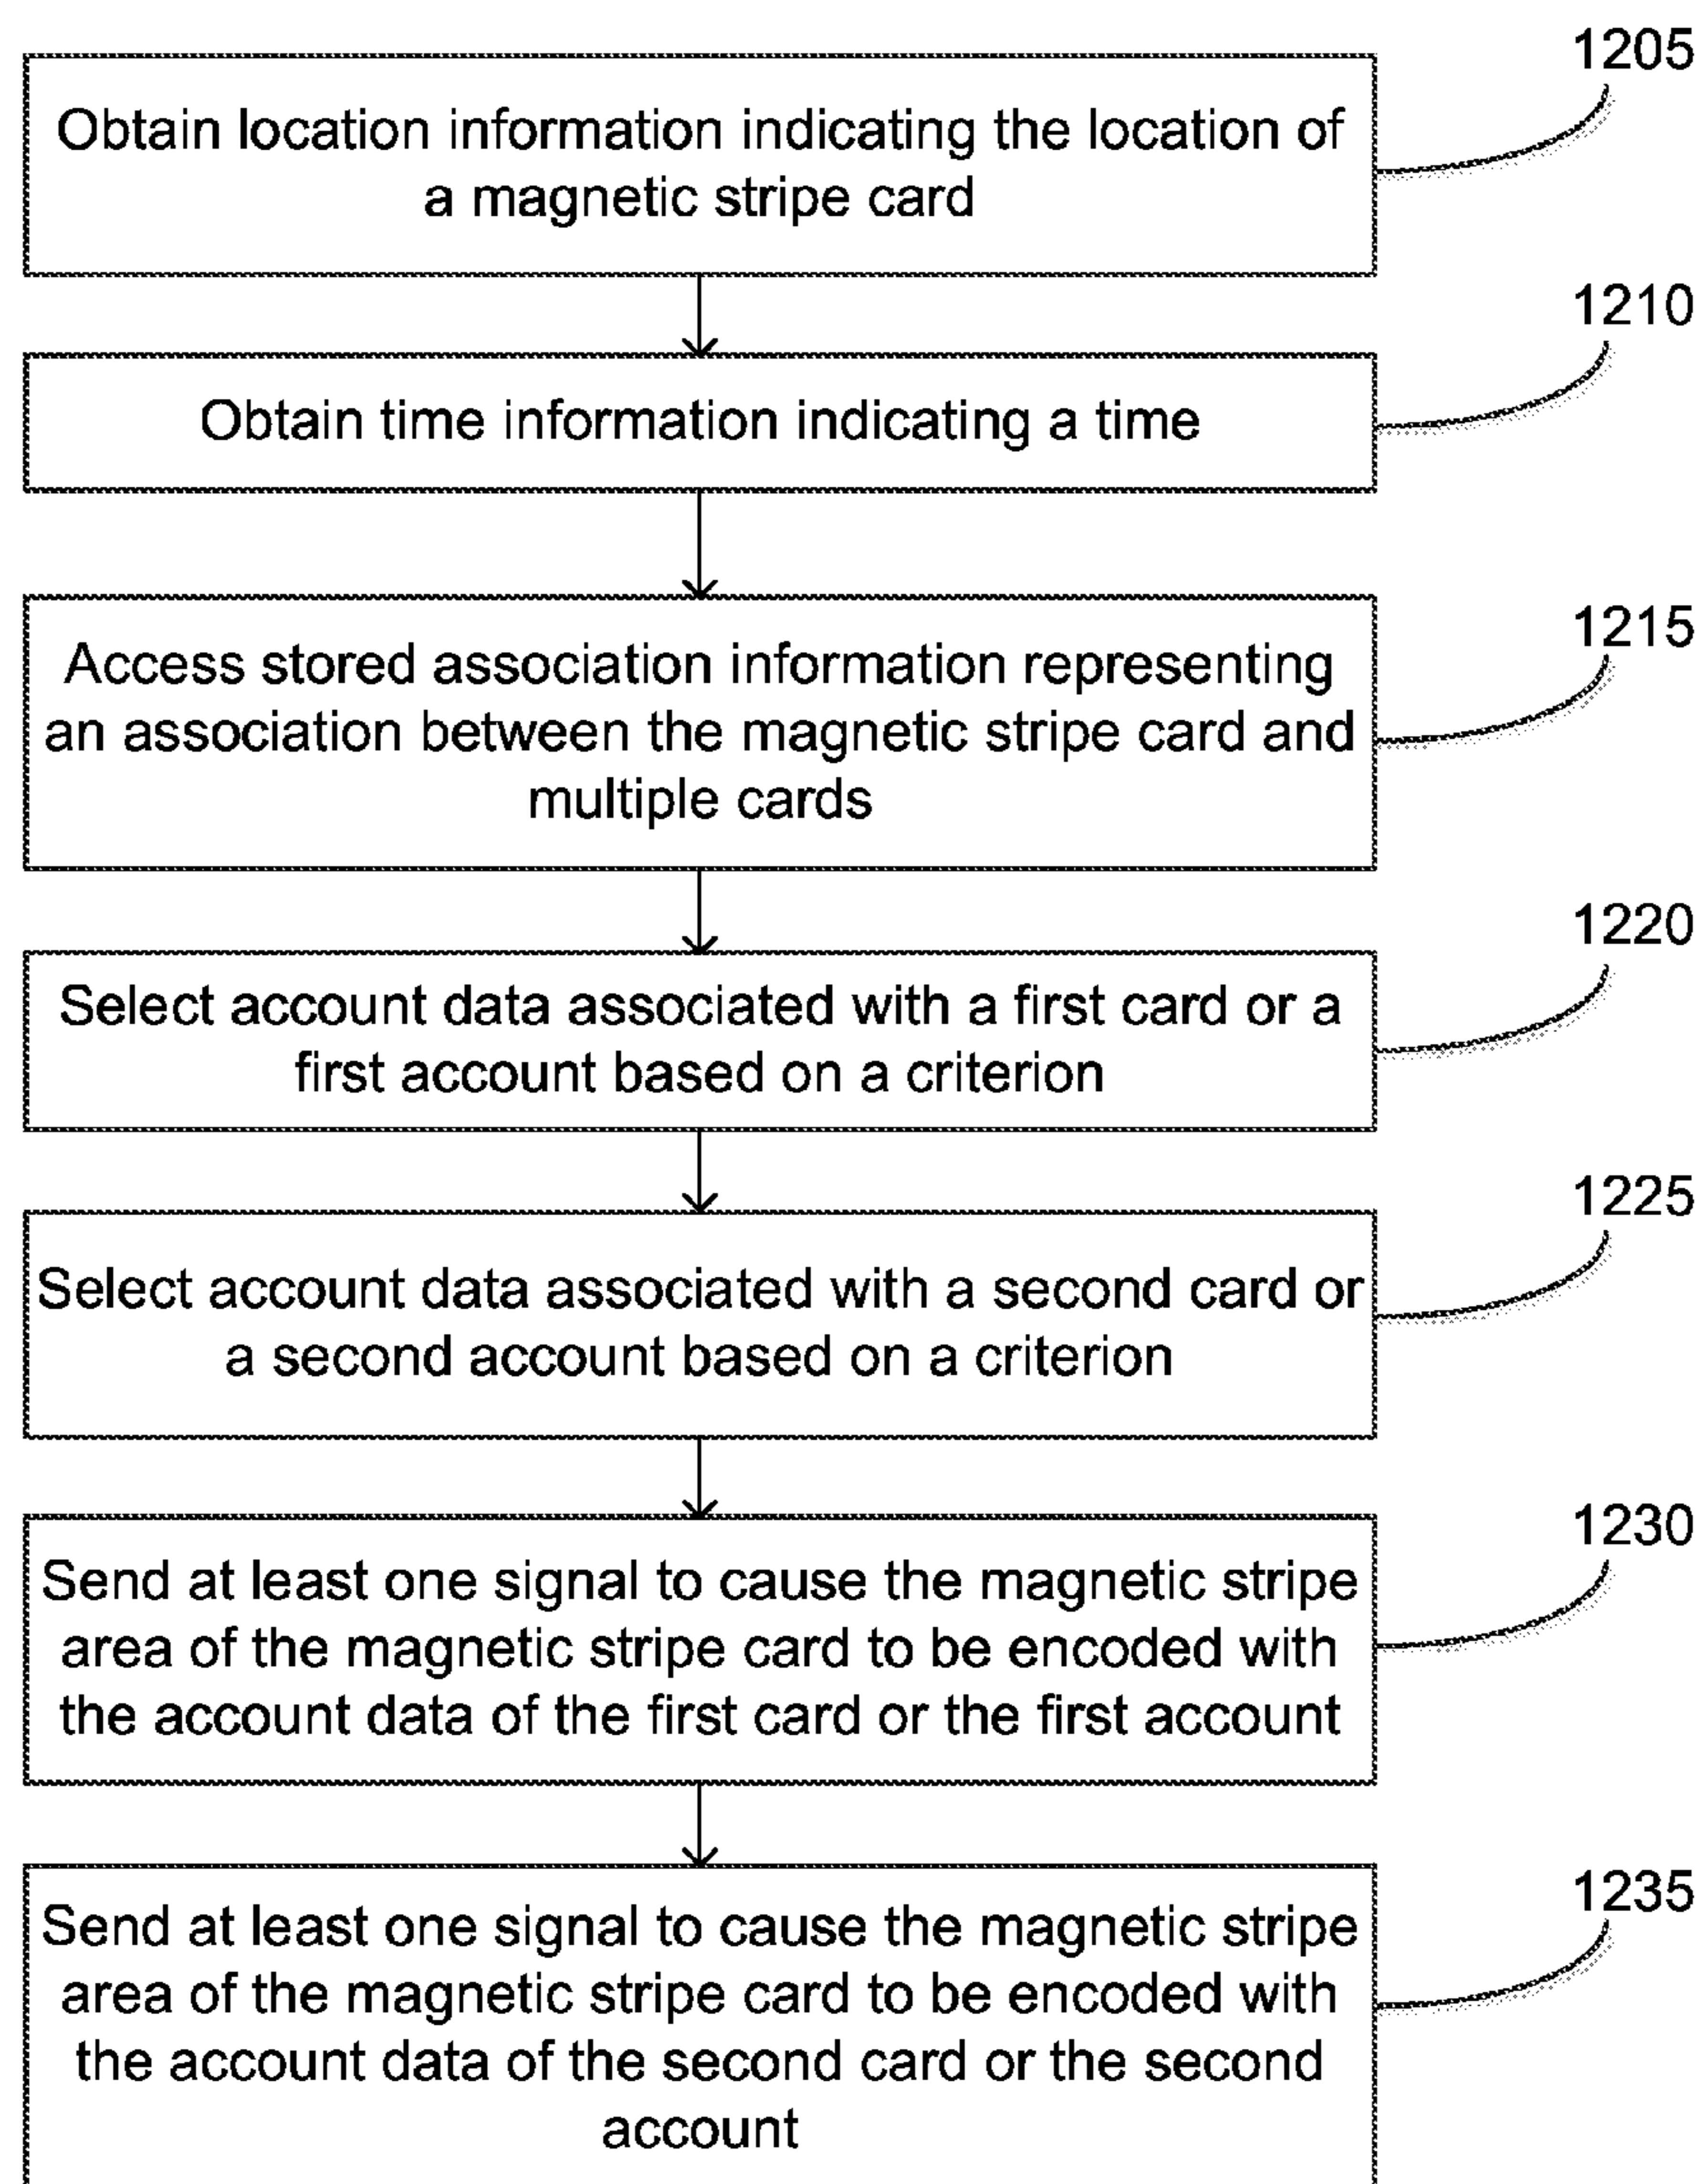 1205
Obtain location information indicating the location of
a magnetic stripe card
1210
Obtain time information indicating a time
1215
Access stored association information representing
an association between the magnetic stripe card and
multiple cards
1220
Select account data associated with a first card or a
first account based on a criterion
1225
Select account data associated with a second card or
a second account based on a criterion
1230
Send at least one signal to cause the magnetic stripe
area of the magnetic stripe card to be encoded with
the account data of the first card or the first account
1235
Send at least one signal to cause the magnetic stripe
area of the magnetic stripe card to be encoded with
the account data of the second card or the second
account